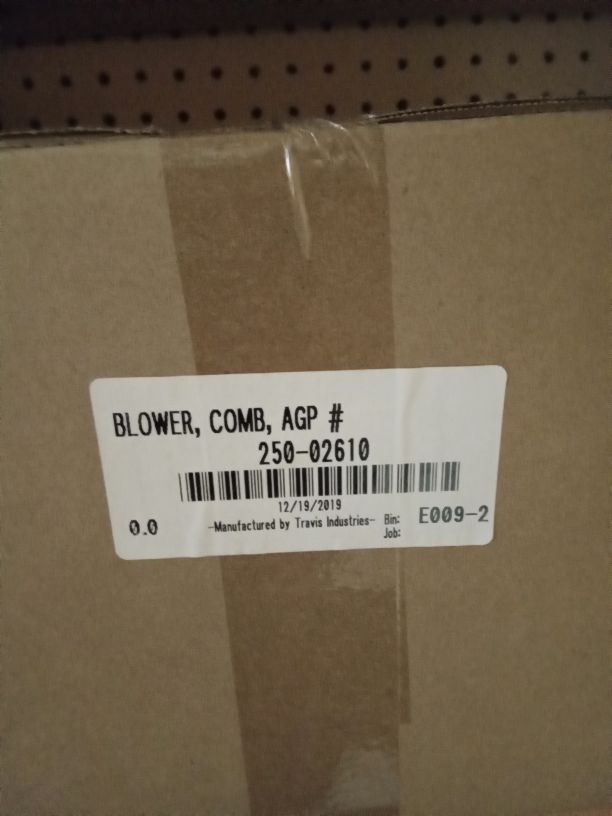 BLOWER, COMB, AGP #
250-02610
12/19/2019
0.0 -Manufactured by Travis Industries- Bin: E009-2
Job: